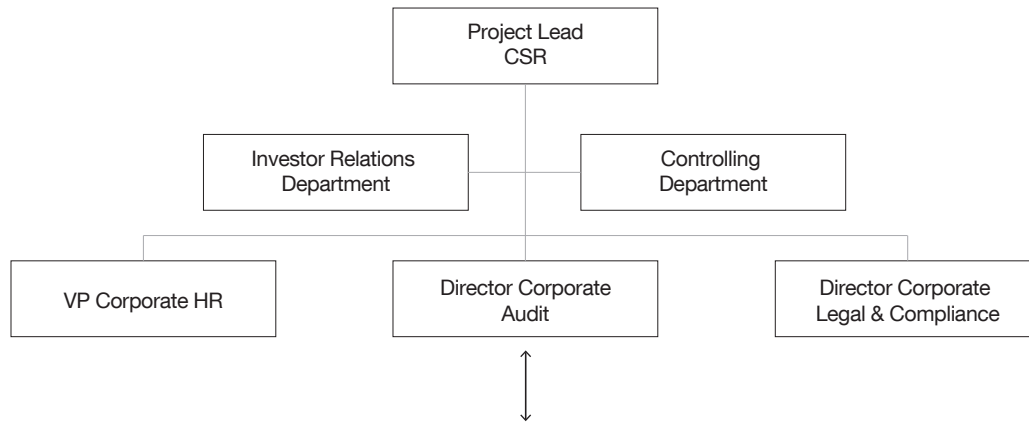 Project Lead
CSR
Investor Relations
Department
Controlling
Department
VP Corporate HR
Director Corporate
Audit
Director Corporate
Legal & Compliance